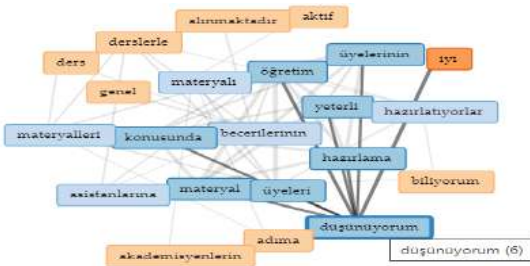 alınmaktadır
aktif
derslerle
üyelerinin
iyi
ders
öğretim
materyali
genel
yeterli
hazırlatıyorlar
materyalleri
konusunda
becerilerinin
hazırlama
biliyorum
asistanlarına
materyal
üyeleri
düşünüyorum
adıma
akademisyenlerin
düşünüyorum (6)